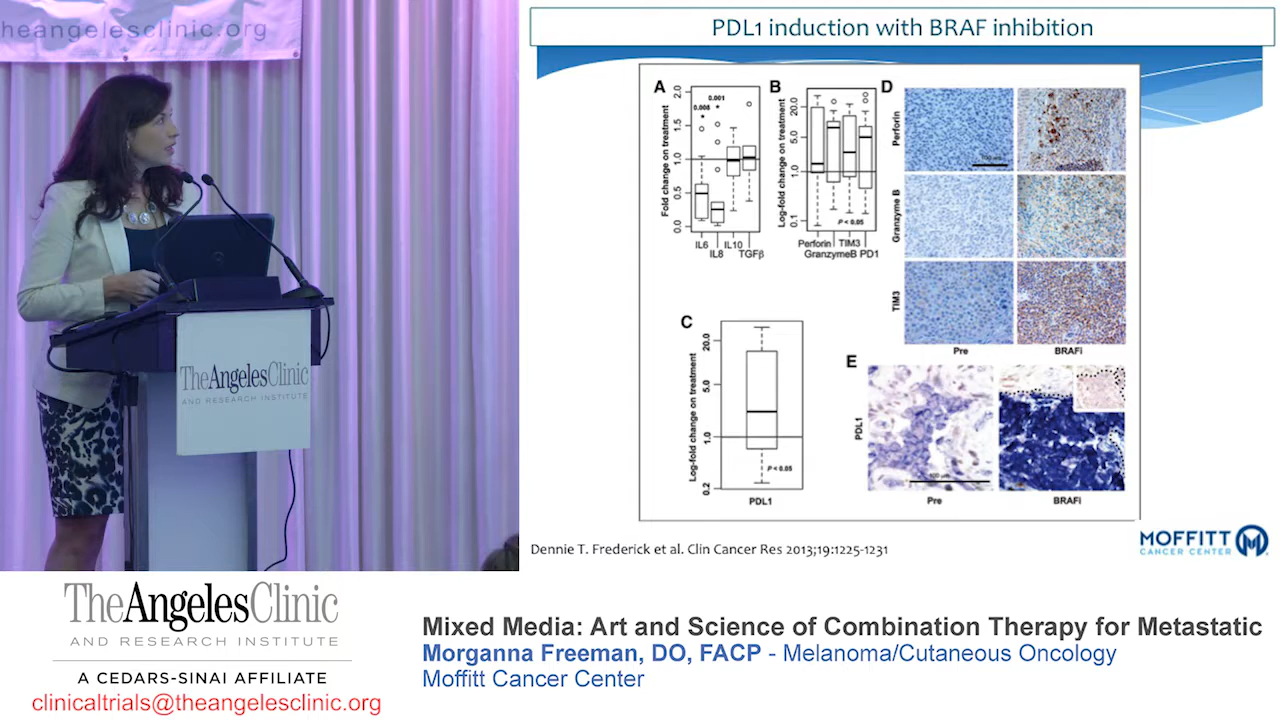 theangelesclinic.org
PDL1 induction with BRAF inhibition
A
Fold change on treatment
2.0
1.5
1.0
0.5
0.0
0.008
0.001
IL6
IL8
IL10
TGFβ
B
Log-fold change on treatment
20.0
5.0
1.0
0.1
P < 0.05
Perforin TIM3
GranzymeB PD1
C
Log-fold change on treatment
20.0
5.0
1.0
0.2
P < 0.05
PDL1
D
Perforin
100 μm
Granzyme B
TIM3
Pre
BRAFi
E
PDL1
100 μm
Pre
BRAFi
Dennie T. Frederick et al. Clin Cancer Res 2013;19:1225-1231
MOFFITT
CANCER CENTER
TheAngelesClinic
AND RESEARCH INSTITUTE
TheAngelesClinic
AND RESEARCH INSTITUTE
A CEDARS-SINAI AFFILIATE
clinicaltrials@theangelesclinic.org
Mixed Media: Art and Science of Combination Therapy for Metastatic
Morganna Freeman, DO, FACP - Melanoma/Cutaneous Oncology
Moffitt Cancer Center